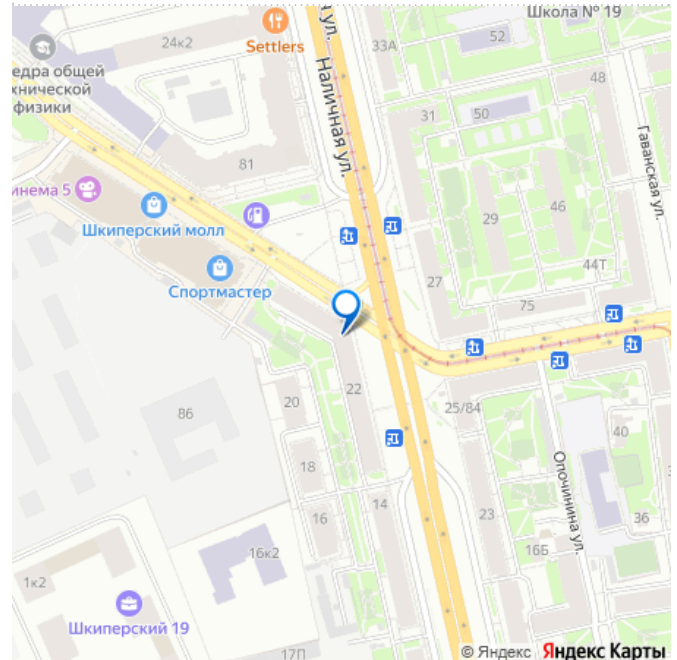 Школа № 19
24к2
Settlers
ул.
33А
52
едра общей
хнической
физики
Наличная ул.
48
31
50
Гаванская ул.
81
инема 5
Шкиперский молл
29
46
Спортмастер
27
44Т
75
22
20
25/84
86
40
18
14
Опочинина ул.
16
23
36
16к2
16Б
1к2
Шкиперский 19
17П
© Яндекс Яндекс Карты